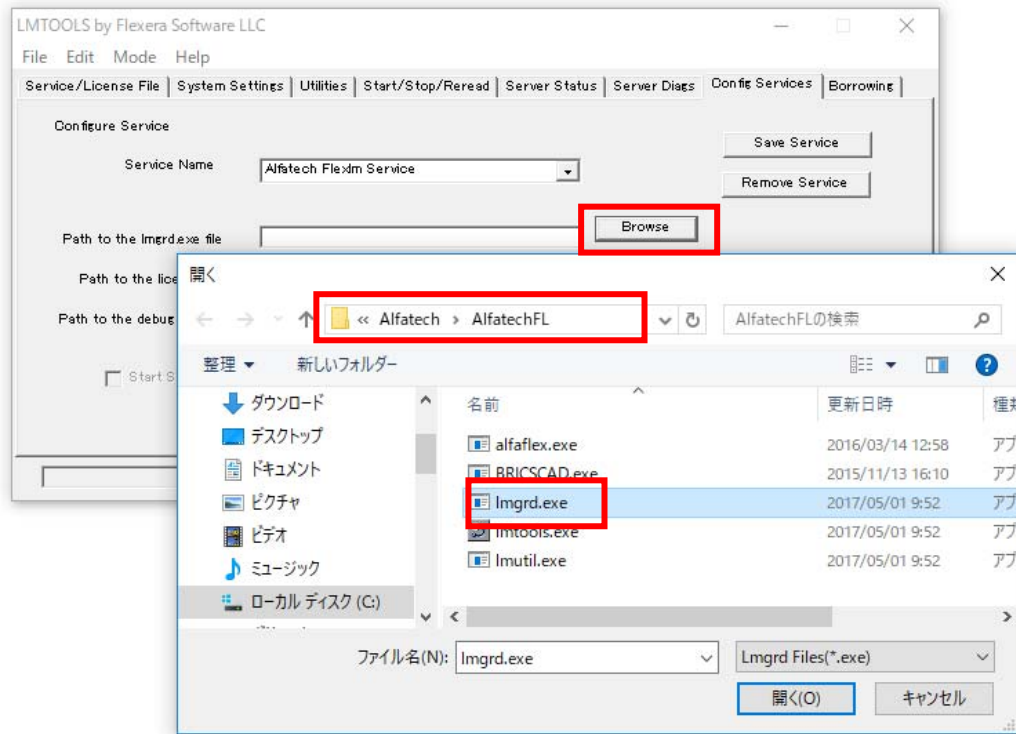 LMTOOLS by Flexera Software LLC
File Edit Mode Help
Service/License File System Settings Utilities Start/Stop/Reread Server Status Server Diags Config Services Borrowing
Configure Service
Save Service
Service Name
Alfatech Flexlm Service
Remove Service
Browse
Path to the lmgrd.exe file
Path to the lice
Path to the debug
Start S
開く
« Alfatech › AlfatechFL
AlfatechFLの検索
整理 新しいフォルダー
ダウンロード
デスクトップ
ドキュメント
ピクチャ
ビデオ
ミュージック
ローカル ディスク (C:)
名前 更新日時 種類
alfaflex.exe 2016/03/14 12:58 アプ
BRICSCAD.exe 2015/11/13 16:10 アプ
lmgrd.exe 2017/05/01 9:52 アプ
lmtools.exe 2017/05/01 9:52 アプ
lmutil.exe 2017/05/01 9:52 アプ
ファイル名(N): lmgrd.exe Lmgrd Files(*.exe)
開く(O) キャンセル